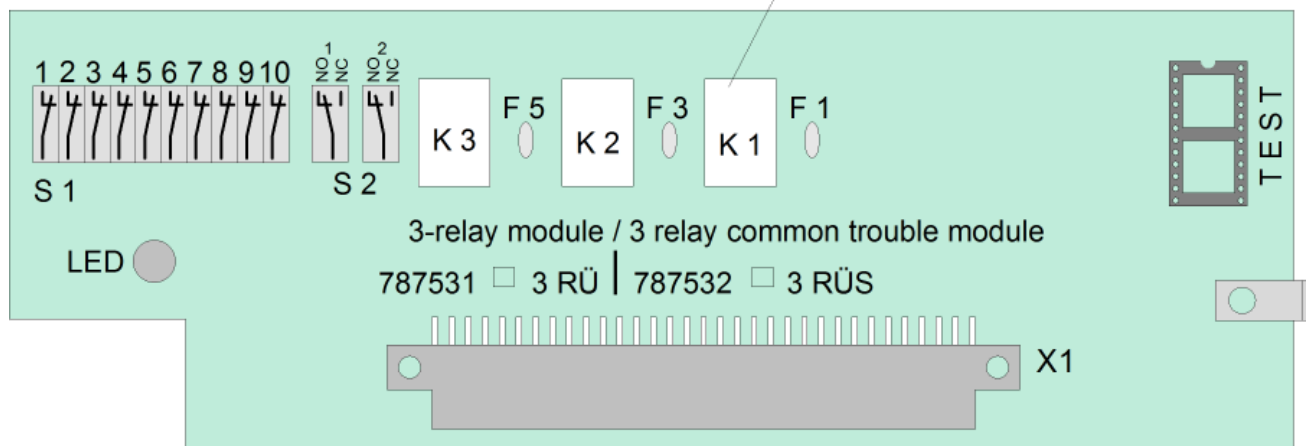 1 2 3 4 5 6 7 8 9 10
NO 1 NC
NO 2 NC
S 1
S 2
K 3
F 5
K 2
F 3
K 1
F 1
TEST
LED
3-relay module / 3 relay common trouble module
787531 3 RÜ | 787532 3 RÜS
X1